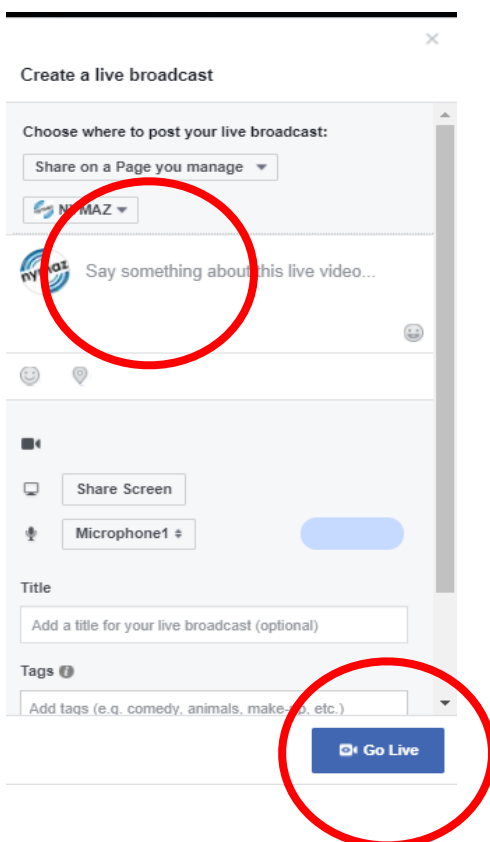 ×
Create a live broadcast
Choose where to post your live broadcast:
Share on a Page you manage
NYMAZ
nymaz
Say something about this live video...
Share Screen
Microphone1
Title
Add a title for your live broadcast (optional)
Tags
Add tags (e.g. comedy, animals, make-up, etc.)
Go Live